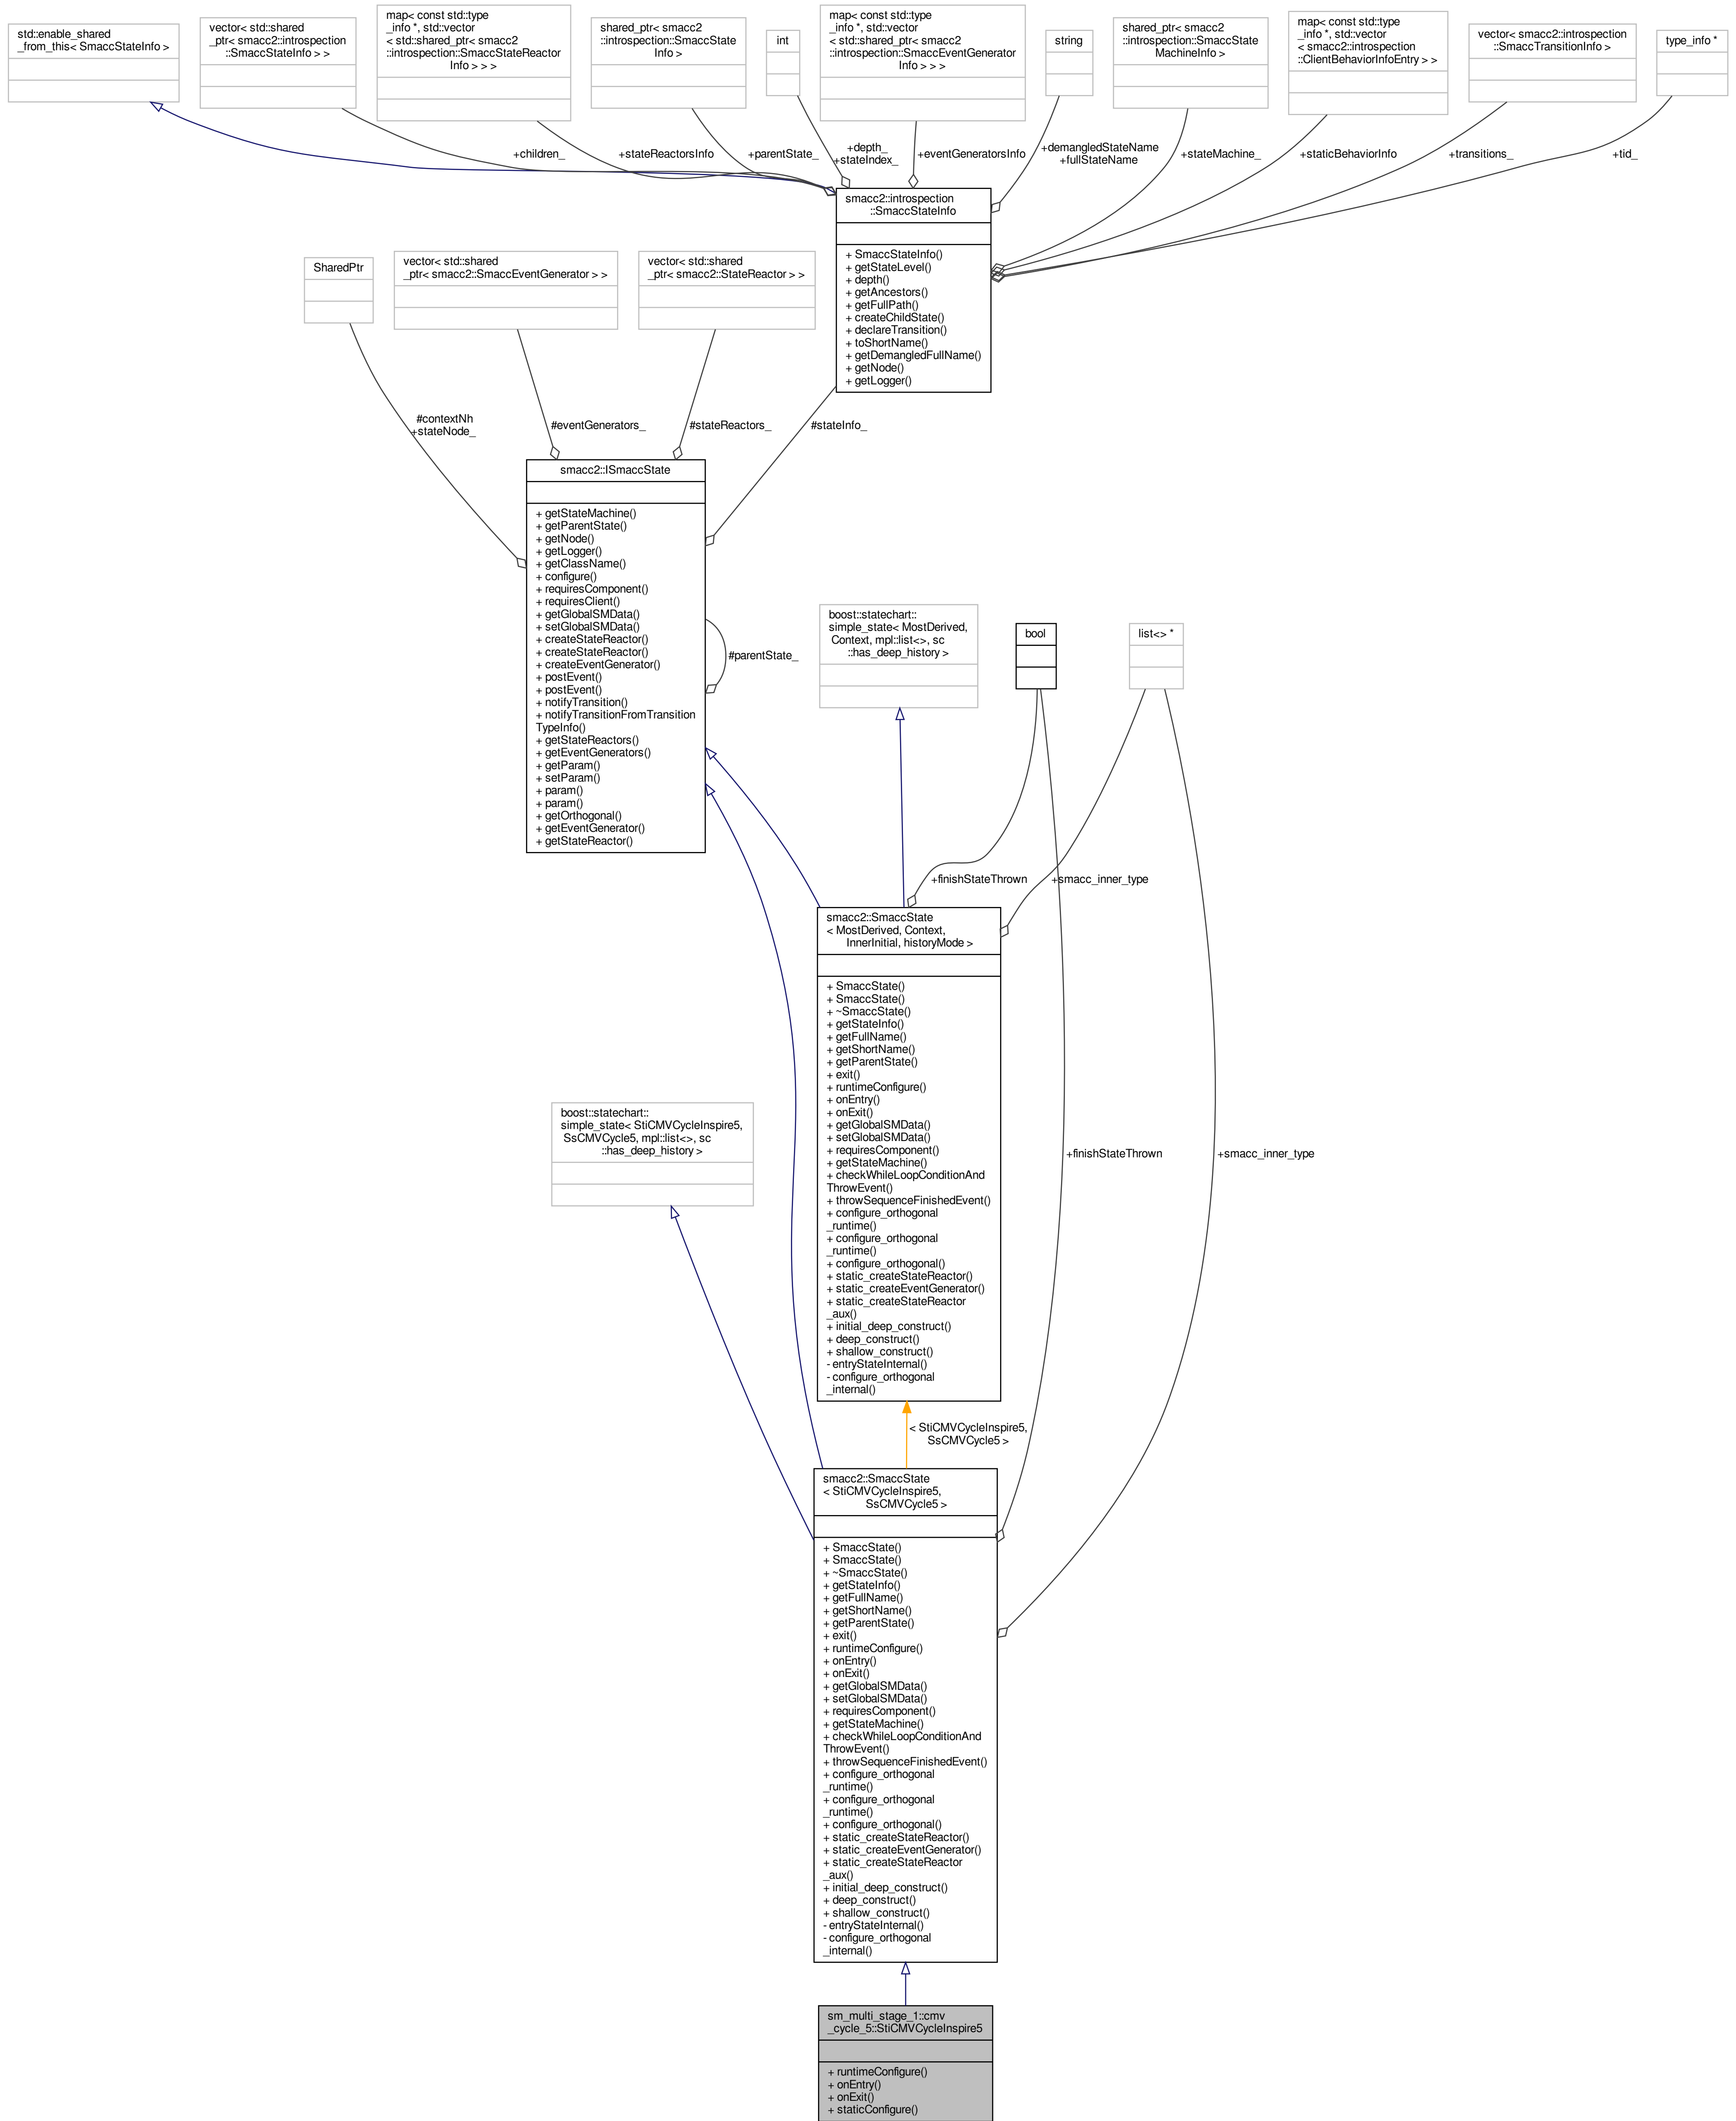 std::enable_shared
_from_this< SmaccStateInfo >
vector< std::shared
_ptr< smacc2::introspection
::SmaccStateInfo > >
map< const std::type
_info *, std::vector
< std::shared_ptr< smacc2
::introspection::SmaccStateReactor
Info > > >
shared_ptr< smacc2
::introspection::SmaccState
Info >
int
map< const std::type
_info *, std::vector
< std::shared_ptr< smacc2
::introspection::SmaccEventGenerator
Info > > >
string
shared_ptr< smacc2
::introspection::SmaccState
MachineInfo >
map< const std::type
_info *, std::vector
< smacc2::introspection
::ClientBehaviorInfoEntry > >
vector< smacc2::introspection
::SmaccTransitionInfo >
type_info *
+children_
+stateReactorsInfo
+parentState_
+depth_
+stateIndex_
+eventGeneratorsInfo
+demangledStateName
+fullStateName
+stateMachine_
+staticBehaviorInfo
+transitions_
+tid_
smacc2::introspection
::SmaccStateInfo
+ SmaccStateInfo()
+ getStateLevel()
+ depth()
+ getAncestors()
+ getFullPath()
+ createChildState()
+ declareTransition()
+ toShortName()
+ getDemangledFullName()
+ getNode()
+ getLogger()
SharedPtr
vector< std::shared
_ptr< smacc2::SmaccEventGenerator > >
vector< std::shared
_ptr< smacc2::StateReactor > >
#contextNh
+stateNode_
#eventGenerators_
#stateReactors_
#stateInfo_
smacc2::ISmaccState
+ getStateMachine()
+ getParentState()
+ getNode()
+ getLogger()
+ getClassName()
+ configure()
+ requiresComponent()
+ requiresClient()
+ getGlobalSMData()
+ setGlobalSMData()
+ createStateReactor()
+ createStateReactor()
+ createEventGenerator()
+ postEvent()
+ postEvent()
+ notifyTransition()
+ notifyTransitionFromTransition
TypeInfo()
+ getStateReactors()
+ getEventGenerators()
+ getParam()
+ setParam()
+ param()
+ param()
+ getOrthogonal()
+ getEventGenerator()
+ getStateReactor()
#parentState_
boost::statechart::
simple_state< MostDerived,
Context, mpl::list<>, sc
::has_deep_history >
bool
list<> *
+finishStateThrown
+smacc_inner_type
smacc2::SmaccState
< MostDerived, Context,
InnerInitial, historyMode >
+ SmaccState()
+ SmaccState()
+ ~SmaccState()
+ getStateInfo()
+ getFullName()
+ getShortName()
+ getParentState()
+ exit()
+ runtimeConfigure()
+ onEntry()
+ onExit()
+ getGlobalSMData()
+ setGlobalSMData()
+ requiresComponent()
+ getStateMachine()
+ checkWhileLoopConditionAnd
ThrowEvent()
+ throwSequenceFinishedEvent()
+ configure_orthogonal
_runtime()
+ configure_orthogonal
_runtime()
+ configure_orthogonal()
+ static_createStateReactor()
+ static_createEventGenerator()
+ static_createStateReactor
_aux()
+ initial_deep_construct()
+ deep_construct()
+ shallow_construct()
- entryStateInternal()
- configure_orthogonal
_internal()
boost::statechart::
simple_state< StiCMVCycleInspire5,
SsCMVCycle5, mpl::list<>, sc
::has_deep_history >
+finishStateThrown
+smacc_inner_type
< StiCMVCycleInspire5,
SsCMVCycle5 >
smacc2::SmaccState
< StiCMVCycleInspire5,
SsCMVCycle5 >
+ SmaccState()
+ SmaccState()
+ ~SmaccState()
+ getStateInfo()
+ getFullName()
+ getShortName()
+ getParentState()
+ exit()
+ runtimeConfigure()
+ onEntry()
+ onExit()
+ getGlobalSMData()
+ setGlobalSMData()
+ requiresComponent()
+ getStateMachine()
+ checkWhileLoopConditionAnd
ThrowEvent()
+ throwSequenceFinishedEvent()
+ configure_orthogonal
_runtime()
+ configure_orthogonal
_runtime()
+ configure_orthogonal()
+ static_createStateReactor()
+ static_createEventGenerator()
+ static_createStateReactor
_aux()
+ initial_deep_construct()
+ deep_construct()
+ shallow_construct()
- entryStateInternal()
- configure_orthogonal
_internal()
sm_multi_stage_1::cmv
_cycle_5::StiCMVCycleInspire5
+ runtimeConfigure()
+ onEntry()
+ onExit()
+ staticConfigure()